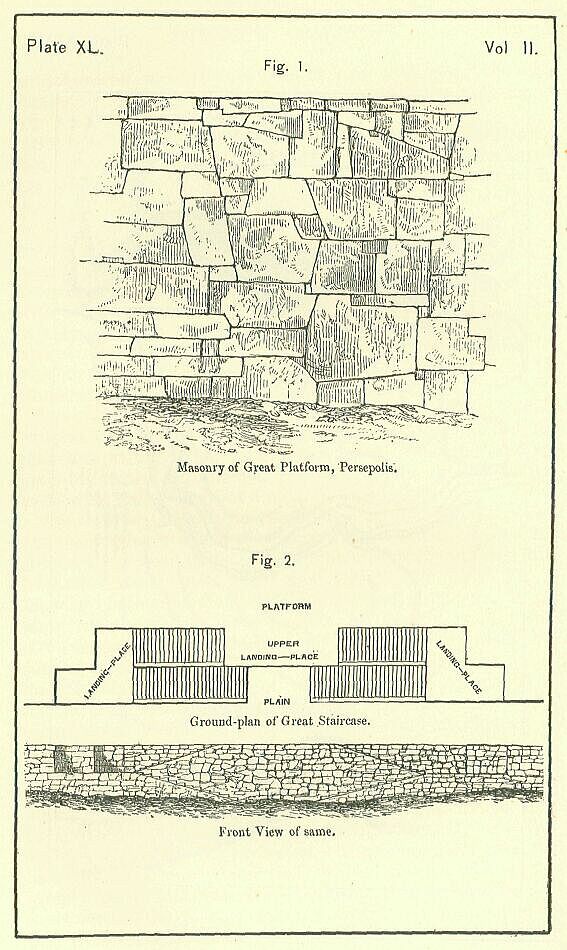 Plate XL.
Vol II.
Fig. 1.
Masonry of Great Platform, Persepolis.
Fig. 2.
PLATFORM
UPPER
LANDING—PLACE
LANDING—PLACE
LANDING—PLACE
PLAIN
Ground-plan of Great Staircase.
Front View of same.